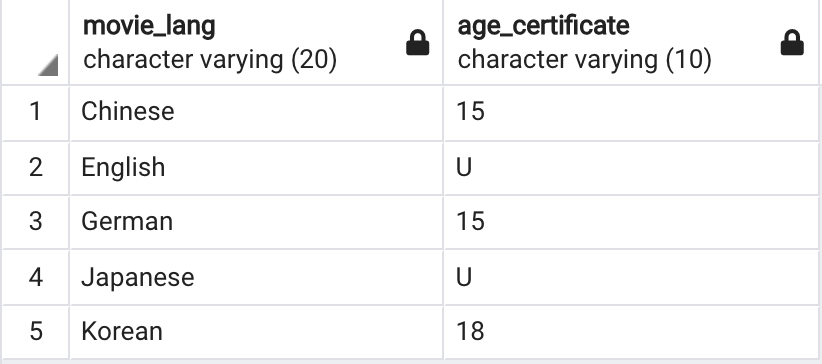 movie_lang age_certificate
character varying (20) character varying (10)
1 Chinese 15
2 English U
3 German 15
4 Japanese U
5 Korean 18